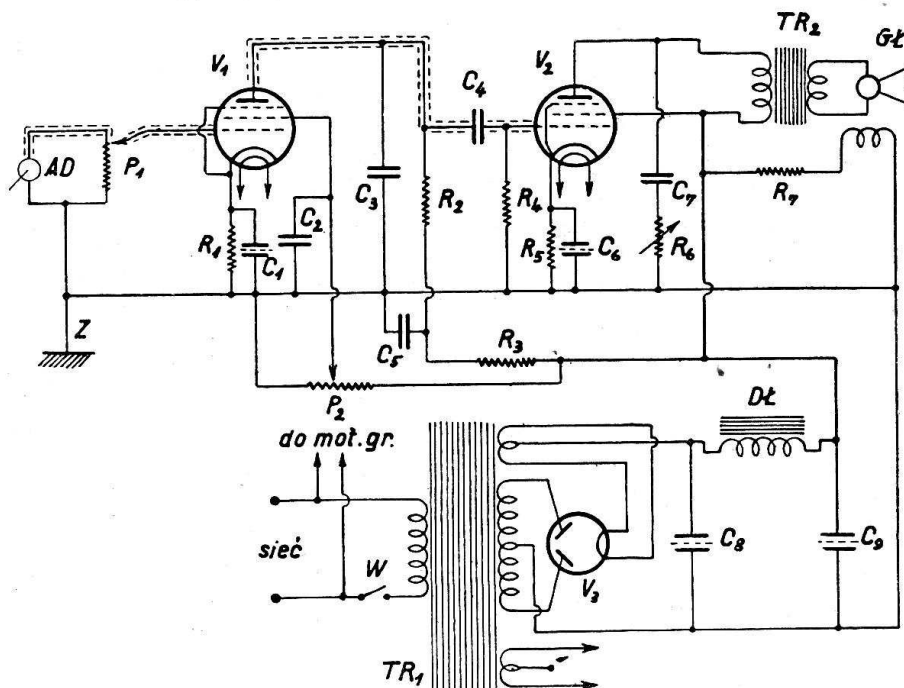 TR₂
GŁ
V₁
V₂
C₄
AD
P₁
C₃
R₂
R₄
C₇
R₇
R₁
C₁
C₂
R₅
C₆
R₆
Z
C₅
R₃
P₂
DŁ
do mot.gr.
sieć
W
V₃
C₈
C₉
TR₁